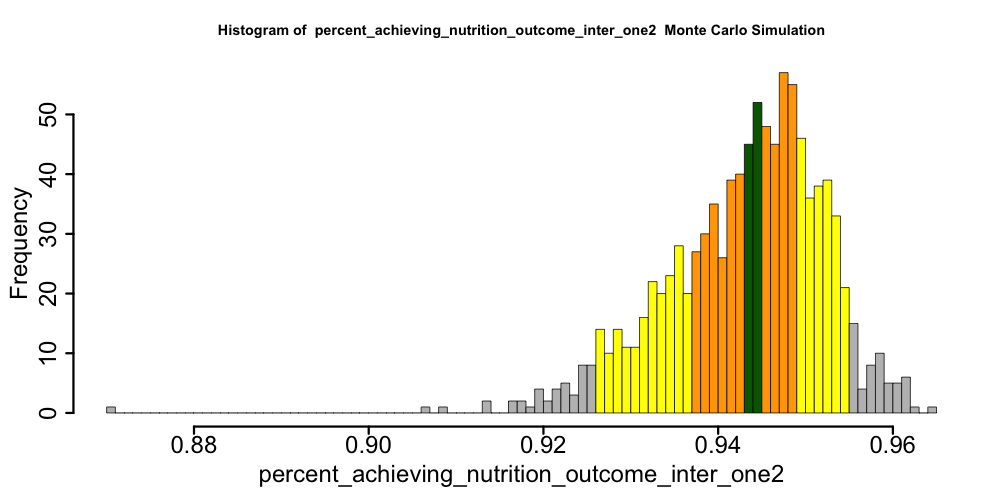 Histogram of  percent_achieving_nutrition_outcome_inter_one2  Monte Carlo Simulation
Frequency
50
40
30
20
10
0
0.88 0.90 0.92 0.94 0.96
percent_achieving_nutrition_outcome_inter_one2